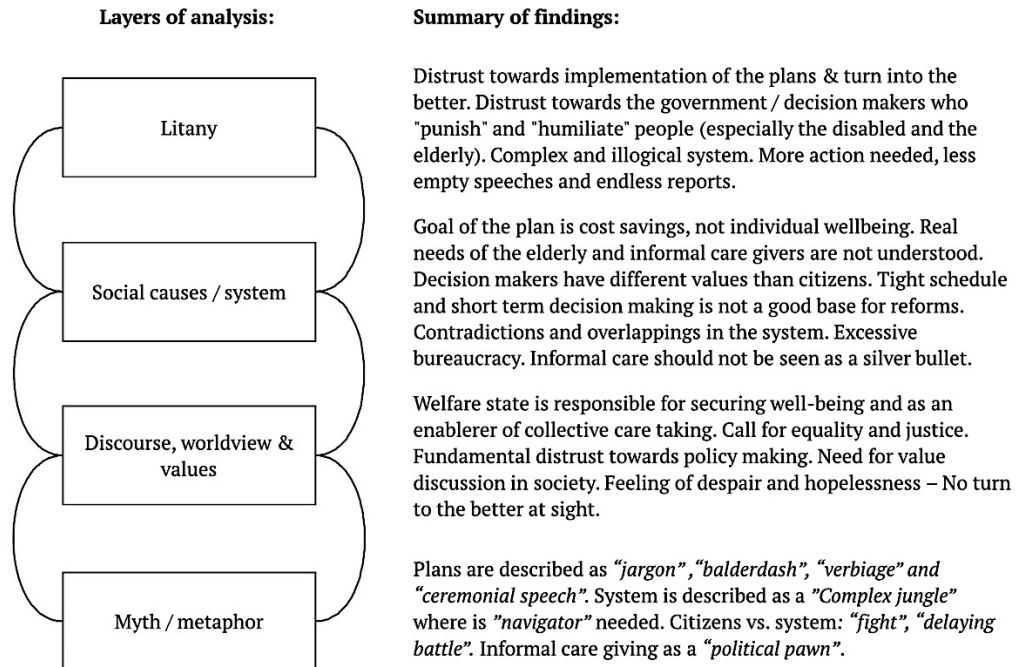 Layers of analysis:
Summary of findings:
Litany
Distrust towards implementation of the plans & turn into the
better. Distrust towards the government / decision makers who
"punish" and "humiliate" people (especially the disabled and the
elderly). Complex and illogical system. More action needed, less
empty speeches and endless reports.
Social causes / system
Goal of the plan is cost savings, not individual wellbeing. Real
needs of the elderly and informal care givers are not understood.
Decision makers have different values than citizens. Tight schedule
and short term decision making is not a good base for reforms.
Contradictions and overlappings in the system. Excessive
bureaucracy. Informal care should not be seen as a silver bullet.
Discourse, worldview &
values
Welfare state is responsible for securing well-being and as an
enablerer of collective care taking. Call for equality and justice.
Fundamental distrust towards policy making. Need for value
discussion in society. Feeling of despair and hopelessness – No turn
to the better at sight.
Myth / metaphor
Plans are described as “jargon” ,“balderdash”, “verbiage” and
“ceremonial speech”. System is described as a ”Complex jungle”
where is ”navigator” needed. Citizens vs. system: “fight”, “delaying
battle”. Informal care giving as a “political pawn”.